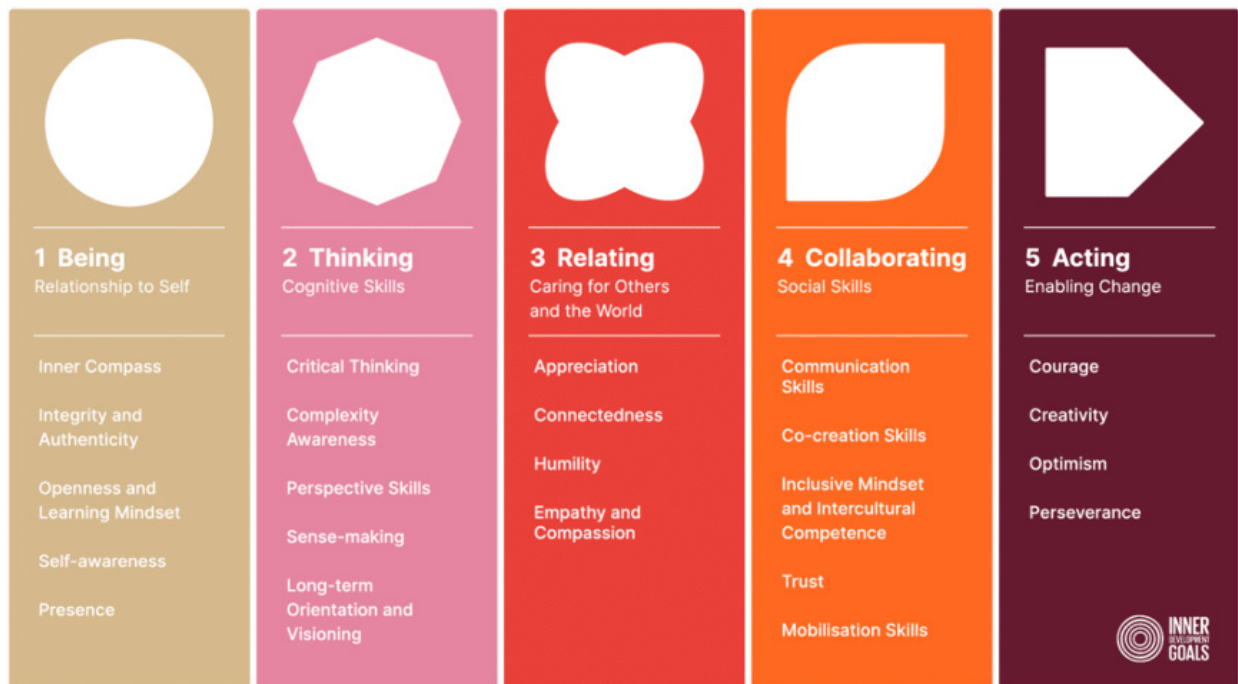 1 Being
Relationship to Self
Inner Compass
Integrity and
Authenticity
Openness and
Learning Mindset
Self-awareness
Presence
2 Thinking
Cognitive Skills
Critical Thinking
Complexity
Awareness
Perspective Skills
Sense-making
Long-term
Orientation and
Visioning
3 Relating
Caring for Others
and the World
Appreciation
Connectedness
Humility
Empathy and
Compassion
4 Collaborating
Social Skills
Communication
Skills
Co-creation Skills
Inclusive Mindset
and Intercultural
Competence
Trust
Mobilisation Skills
5 Acting
Enabling Change
Courage
Creativity
Optimism
Perseverance
INNER
DEVELOPMENT
GOALS